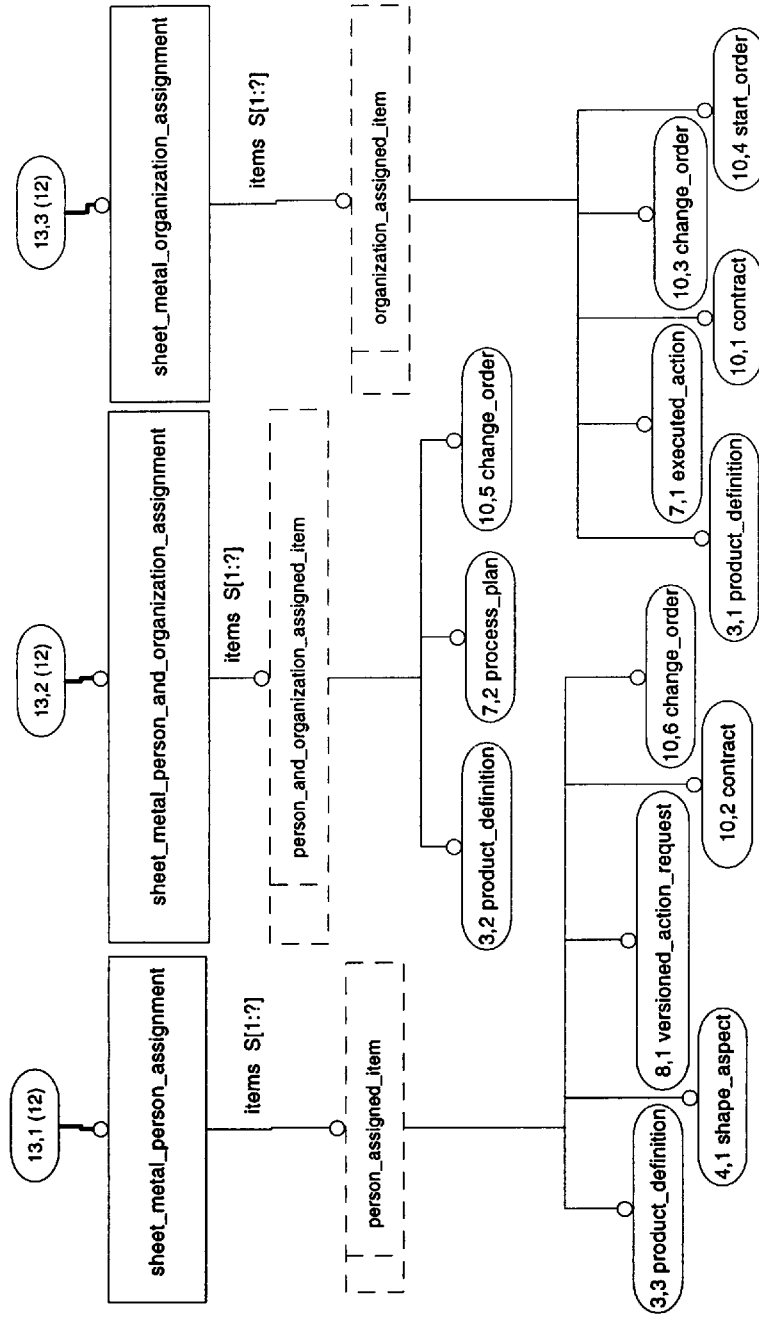 13,1 (12)
sheet_metal_person_assignment
items S[1:?]
person_assigned_item
3,3 product_definition
4,1 shape_aspect
8,1 versioned_action_request
10,2 contract
10,6 change_order
13,2 (12)
sheet_metal_person_and_organization_assignment
items S[1:?]
person_and_organization_assigned_item
3,2 product_definition
7,2 process_plan
10,5 change_order
13,3 (12)
sheet_metal_organization_assignment
items S[1:?]
organization_assigned_item
3,1 product_definition
7,1 executed_action
10,1 contract
10,3 change_order
10,4 start_order